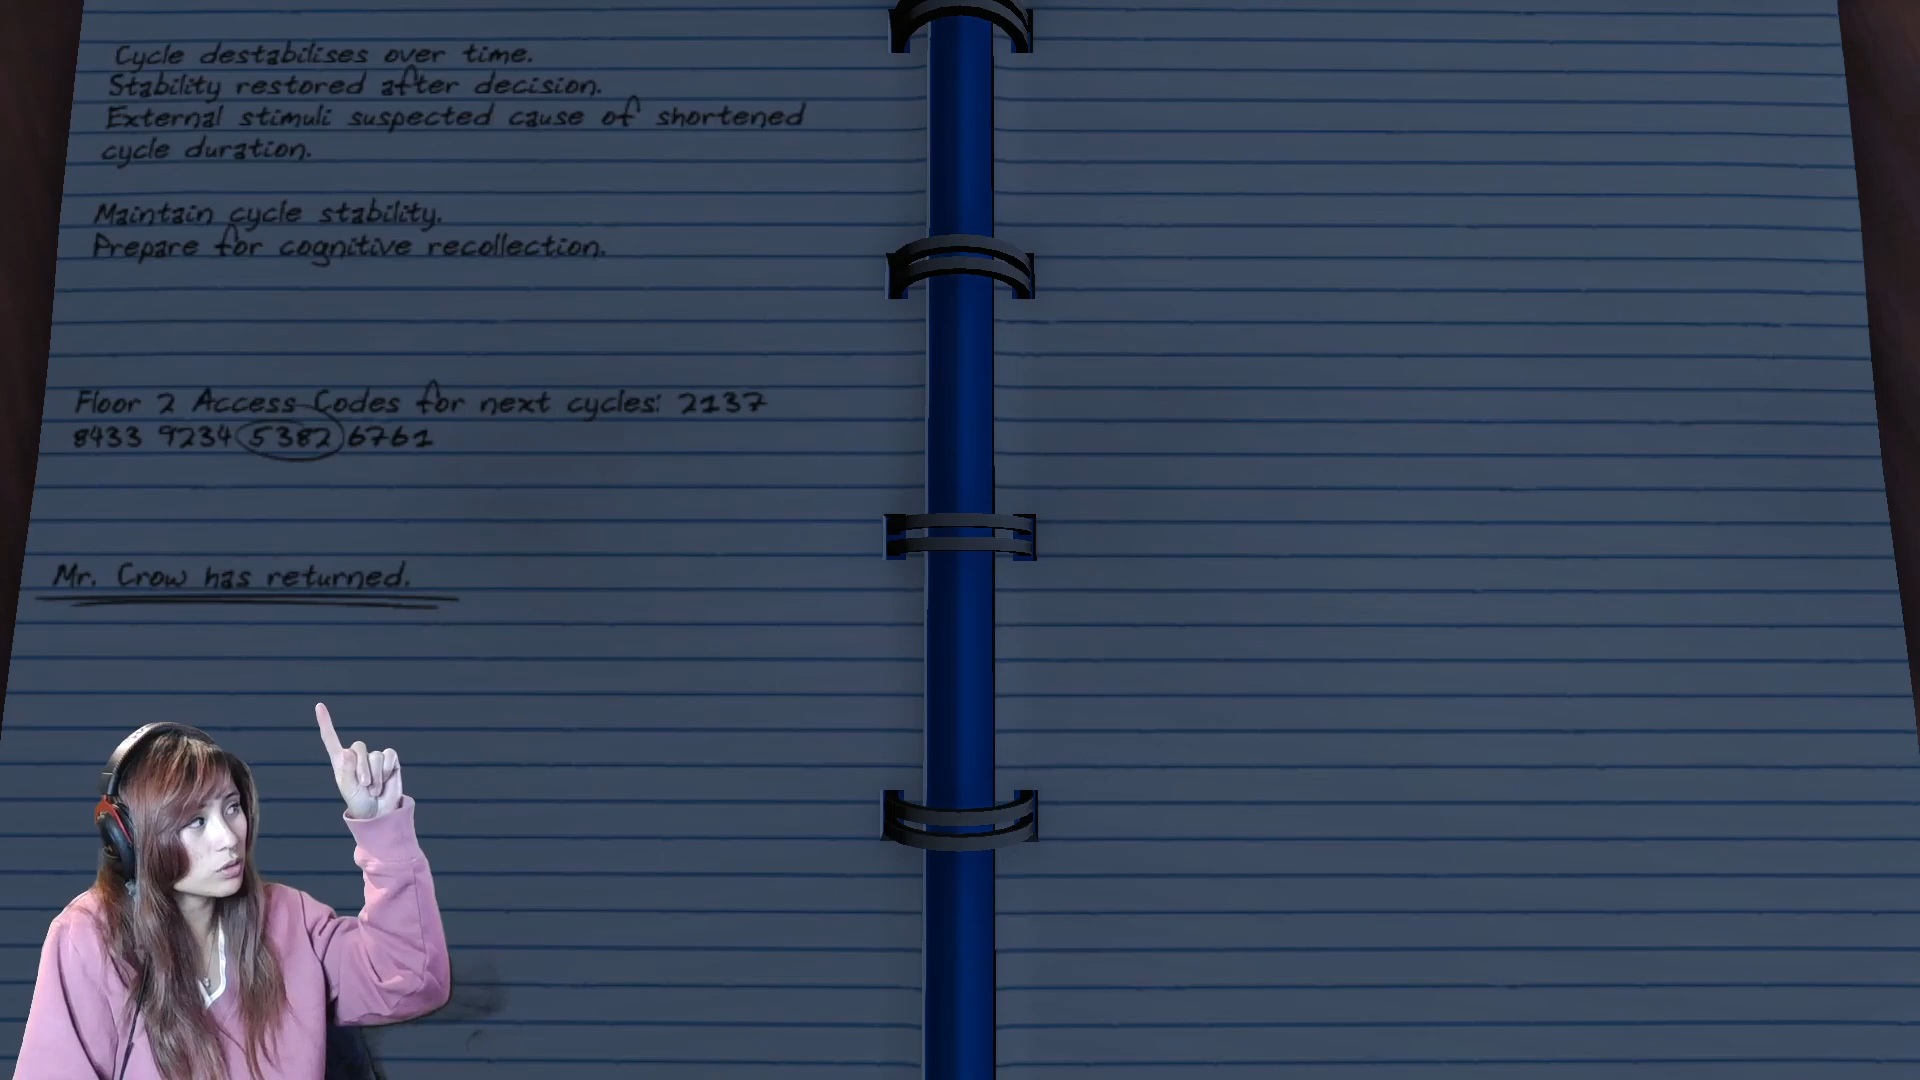 Cycle destabilises over time.
Stability restored after decision.
External stimuli suspected cause of shortened
cycle duration.
Maintain cycle stability.
Prepare for cognitive recollection.
Floor 2 Access Codes for next cycles: 2137
8433 9234 5382 6761
Mr. Crow has returned.